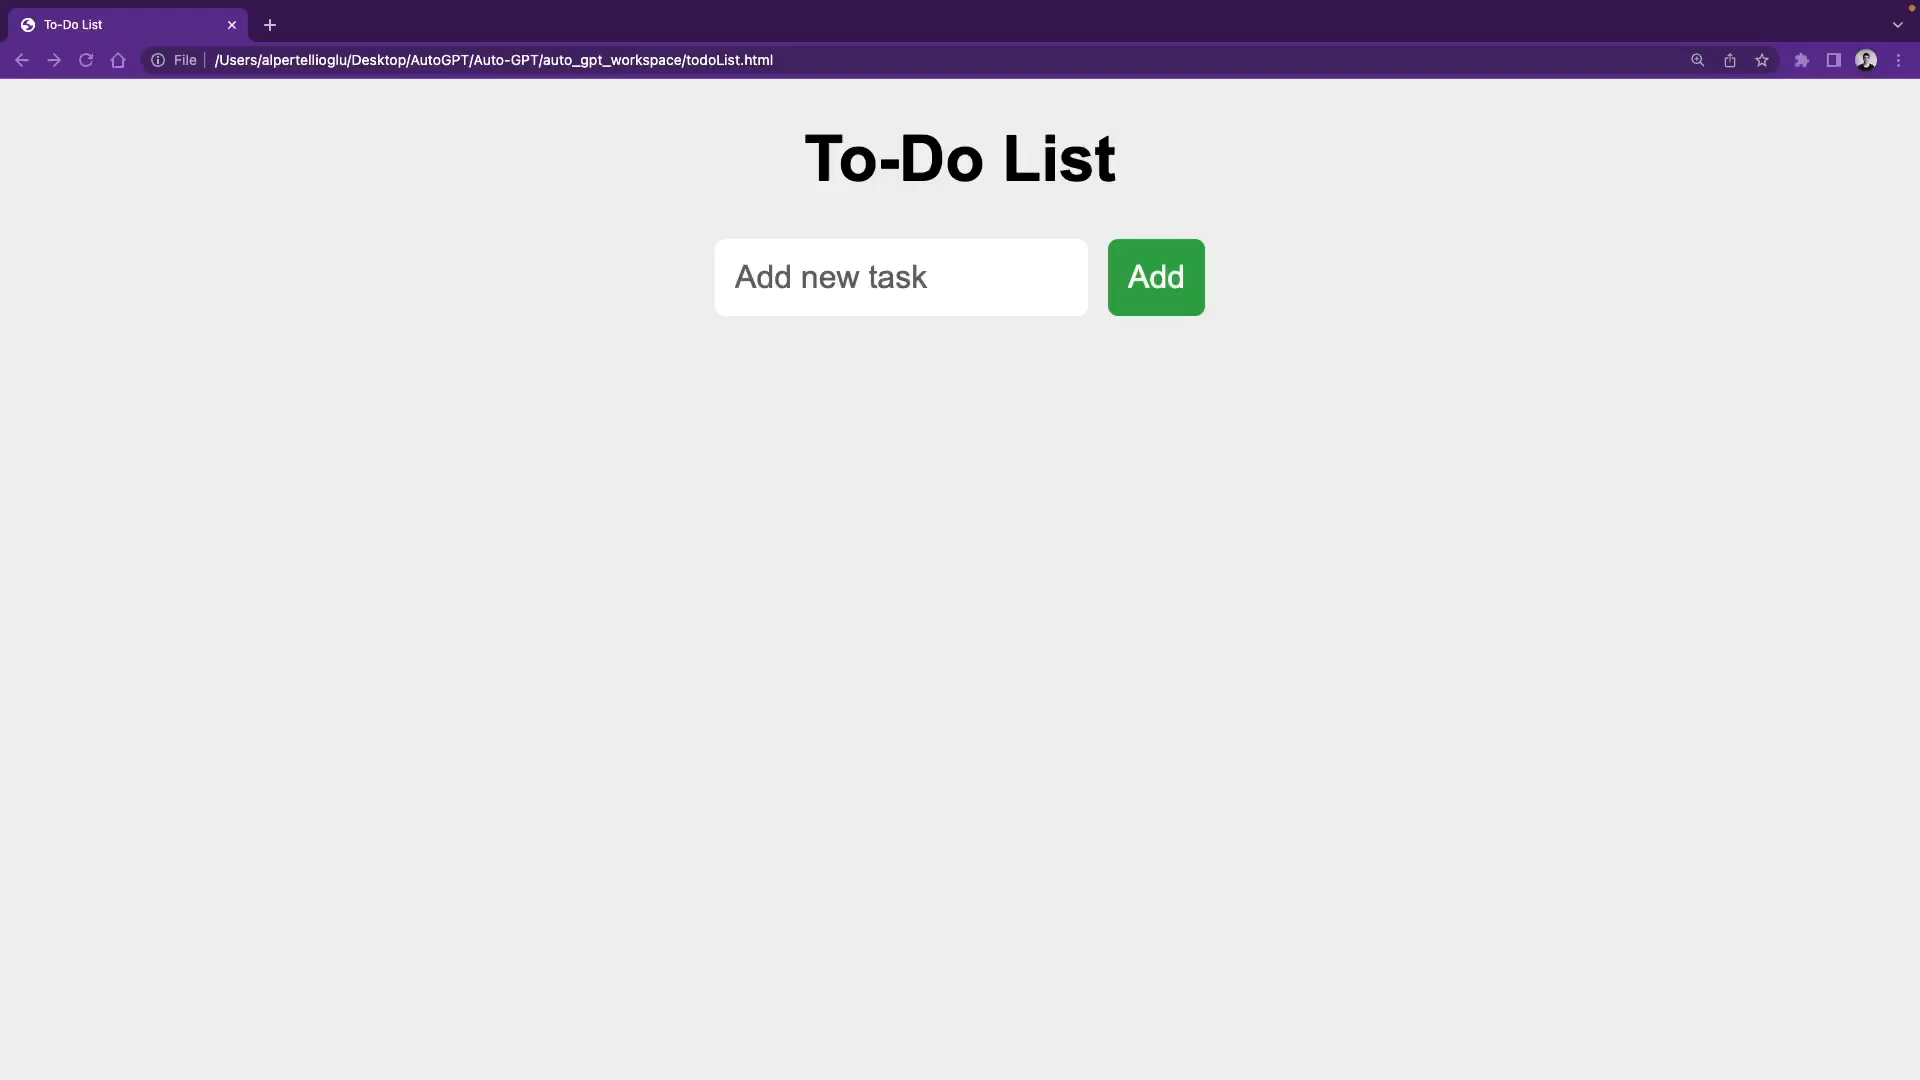 To-Do List
File
/Users/alpertellioglu/Desktop/AutoGPT/Auto-GPT/auto_gpt_workspace/todoList.html
To-Do List
Add new task
Add